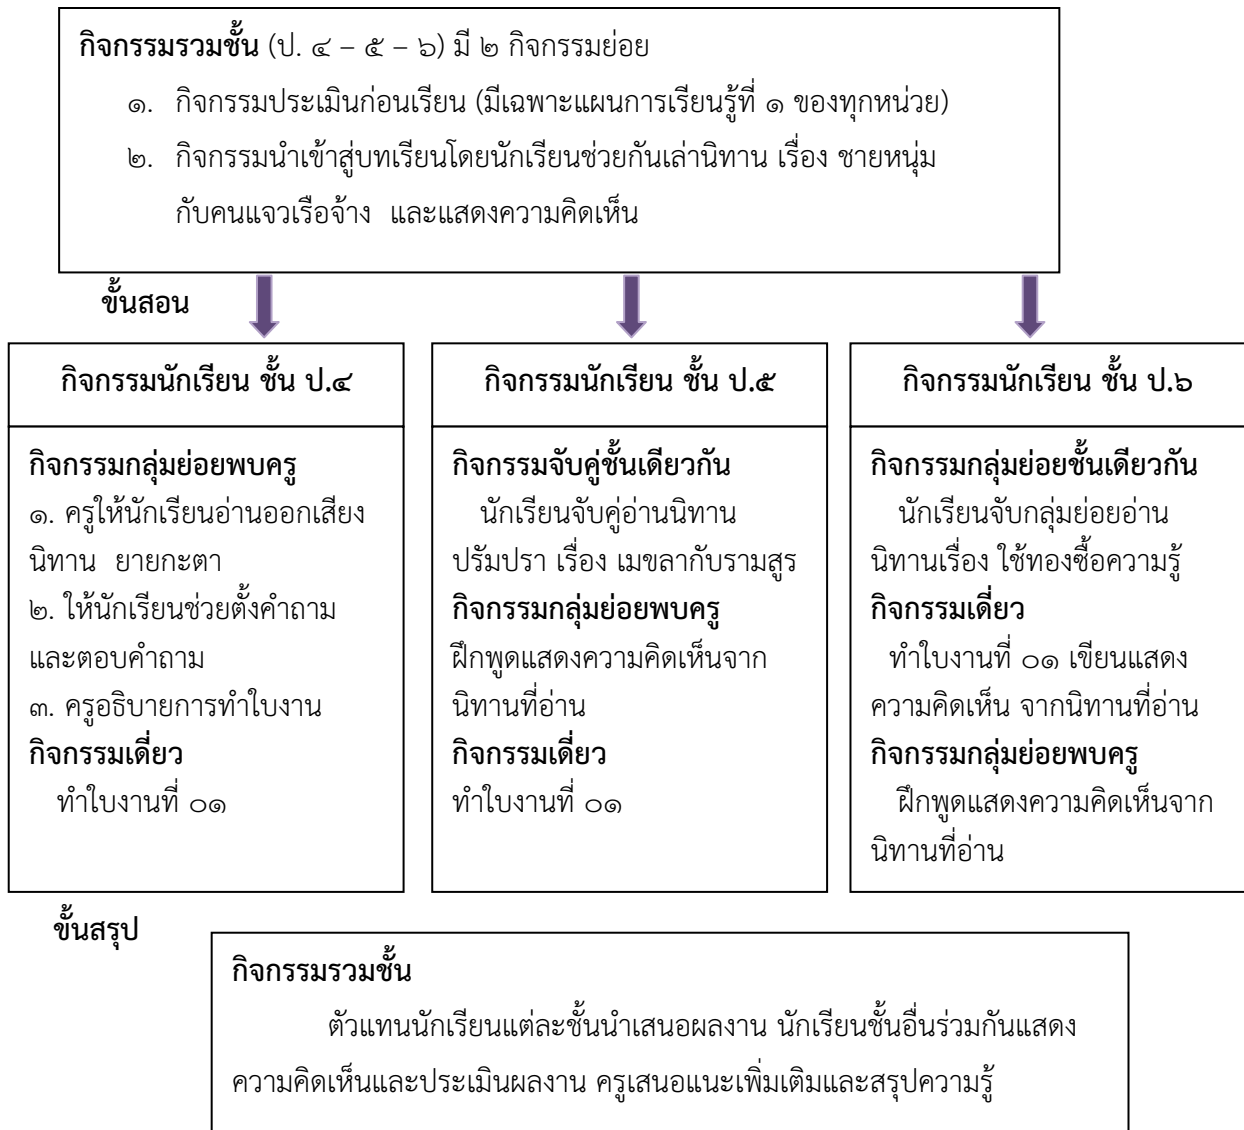 กิจกรรมรวมชั้น (ป. ๔ – ๕ – ๖) มี ๒ กิจกรรมย่อย
๑. กิจกรรมประเมินก่อนเรียน (มีเฉพาะแผนการเรียนรู้ที่ ๑ ของทุกหน่วย)
๒. กิจกรรมนำเข้าสู่บทเรียนโดยนักเรียนช่วยกันเล่านิทาน เรื่อง ชายหนุ่ม
กับคนแจวเรือจ้าง และแสดงความคิดเห็น
ขั้นสอน
กิจกรรมนักเรียน ชั้น ป.๔
กิจกรรมกลุ่มย่อยพบครู
๑. ครูให้นักเรียนอ่านออกเสียง
นิทาน ยายกะตา
๒. ให้นักเรียนช่วยตั้งคำถาม
และตอบคำถาม
๓. ครูอธิบายการทำใบงาน
กิจกรรมเดี่ยว
ทำใบงานที่ ๐๑
กิจกรรมนักเรียน ชั้น ป.๕
กิจกรรมจับคู่ชั้นเดียวกัน
นักเรียนจับคู่อ่านนิทาน
ปรัมปรา เรื่อง เมขลากับรามสูร
กิจกรรมกลุ่มย่อยพบครู
ฝึกพูดแสดงความคิดเห็นจาก
นิทานที่อ่าน
กิจกรรมเดี่ยว
ทำใบงานที่ ๐๑
กิจกรรมนักเรียน ชั้น ป.๖
กิจกรรมกลุ่มย่อยชั้นเดียวกัน
นักเรียนจับกลุ่มย่อยอ่าน
นิทานเรื่อง ใช้ทองซื้อความรู้
กิจกรรมเดี่ยว
ทำใบงานที่ ๐๑ เขียนแสดง
ความคิดเห็น จากนิทานที่อ่าน
กิจกรรมกลุ่มย่อยพบครู
ฝึกพูดแสดงความคิดเห็นจาก
นิทานที่อ่าน
ขั้นสรุป
กิจกรรมรวมชั้น
ตัวแทนนักเรียนแต่ละชั้นนำเสนอผลงาน นักเรียนชั้นอื่นร่วมกันแสดง
ความคิดเห็นและประเมินผลงาน ครูเสนอแนะเพิ่มเติมและสรุปความรู้